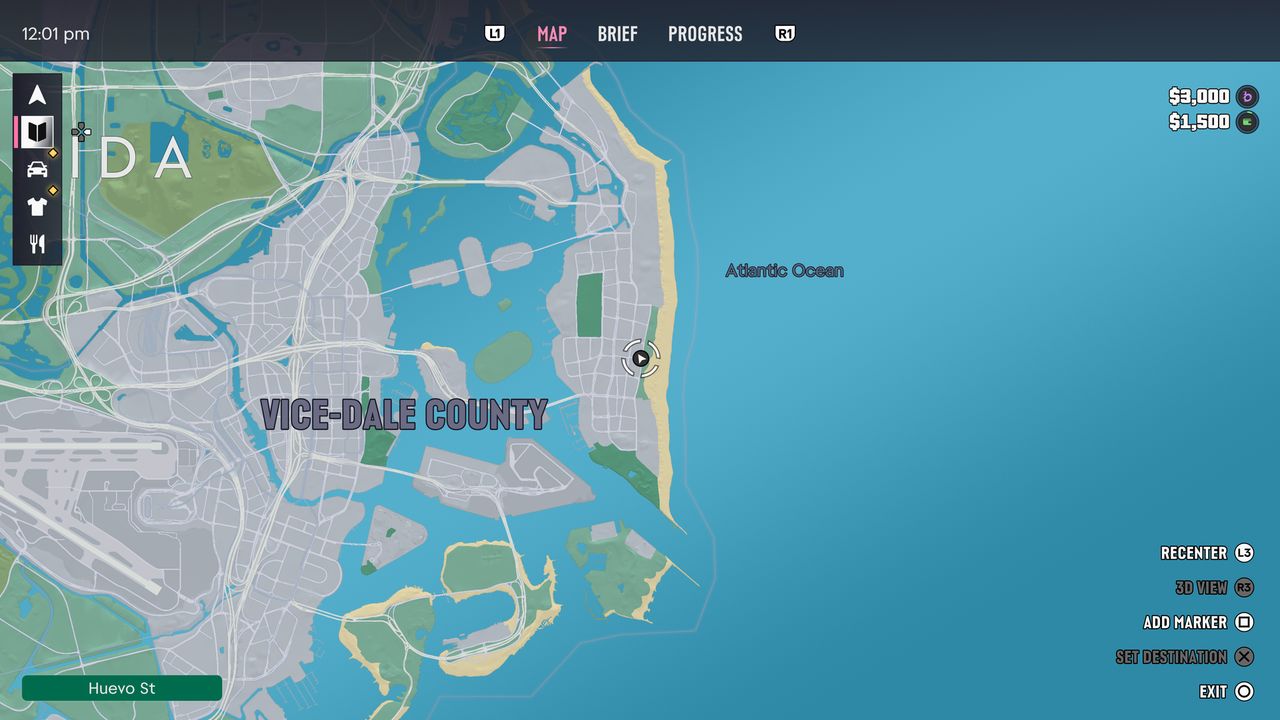 12:01 pm
L1 MAP BRIEF PROGRESS R1
$3,000
$1,500
IDA
Atlantic Ocean
VICE-DALE COUNTY
RECENTER L3
3D VIEW R3
ADD MARKER
SET DESTINATION
EXIT
Huevo St